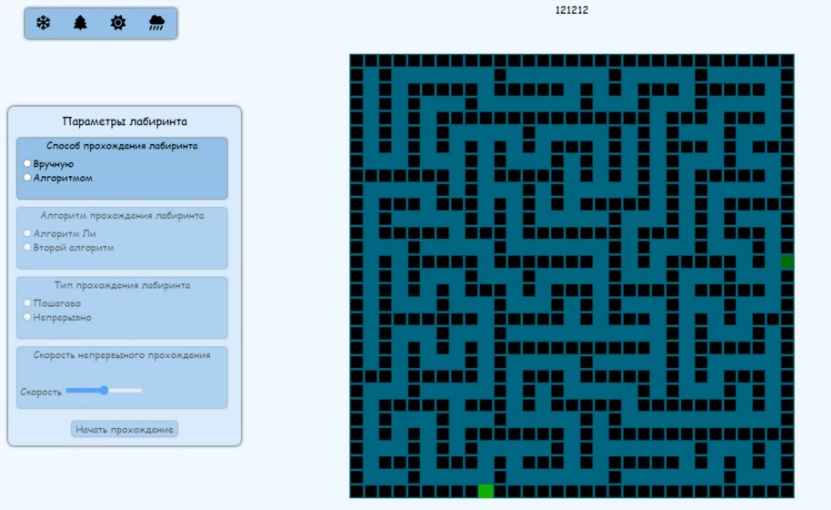 121212
Параметры лабиринта
Способ прохождения лабиринта
Вручную
Алгоритмом
Алгоритм прохождения лабиринта
Алгоритм Ли
Второй алгоритм
Тип прохождения лабиринта
Пошагово
Непрерывно
Скорость непрервыного прохождения
Скорость
Начать прохождение